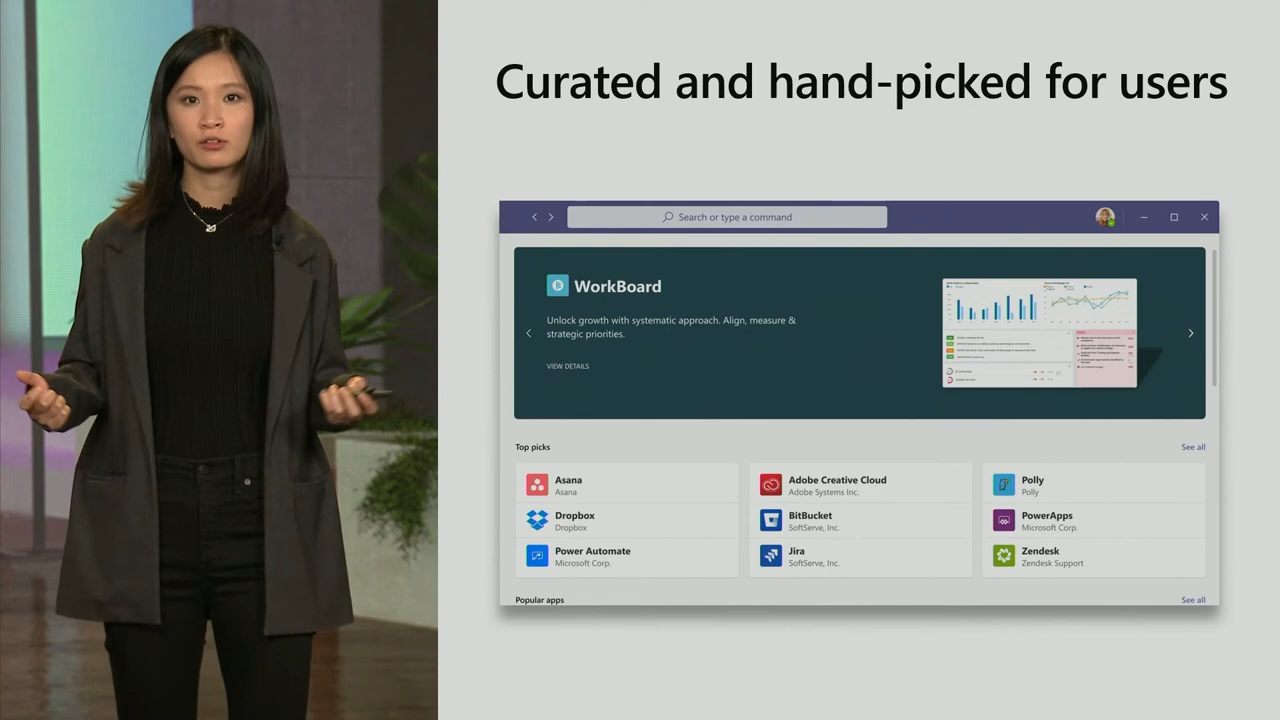 Curated and hand-picked for users
Search or type a command
WorkBoard
Unlock growth with systematic approach. Align, measure &
strategic priorities.
VIEW DETAILS
Top picks
See all
Asana
Asana
Dropbox
Dropbox
Power Automate
Microsoft Corp.
Adobe Creative Cloud
Adobe Systems Inc.
BitBucket
SoftServe, Inc.
Jira
SoftServe, Inc.
Polly
Polly
PowerApps
Microsoft Corp.
Zendesk
Zendesk Support
Popular apps
See all